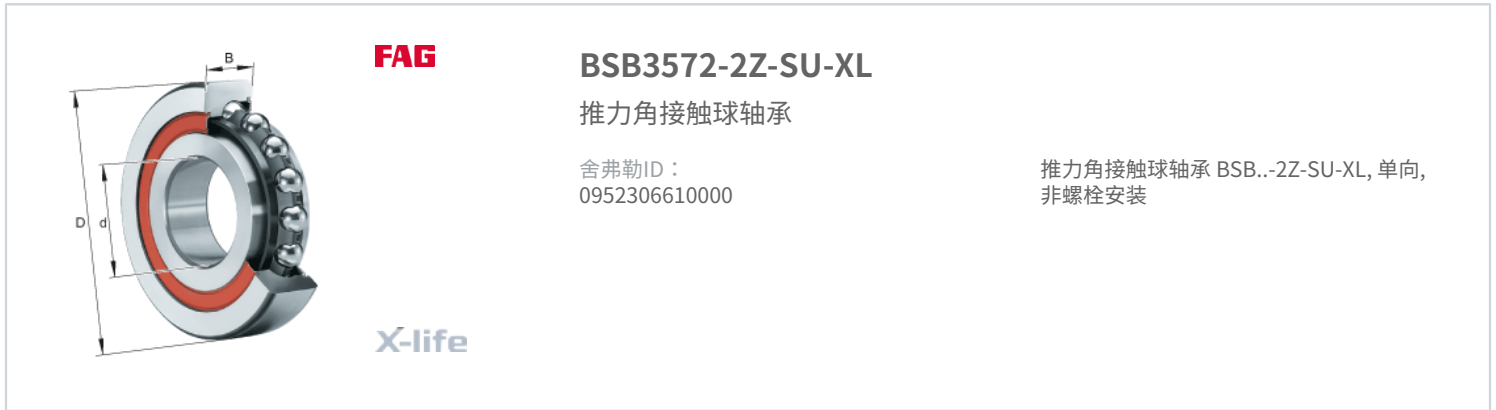 B
D
d
FAG
X-life
BSB3572-2Z-SU-XL
推力角接触球轴承
舍弗勒ID：
0952306610000
推力角接触球轴承 BSB..-2Z-SU-XL, 单向,
非螺栓安装